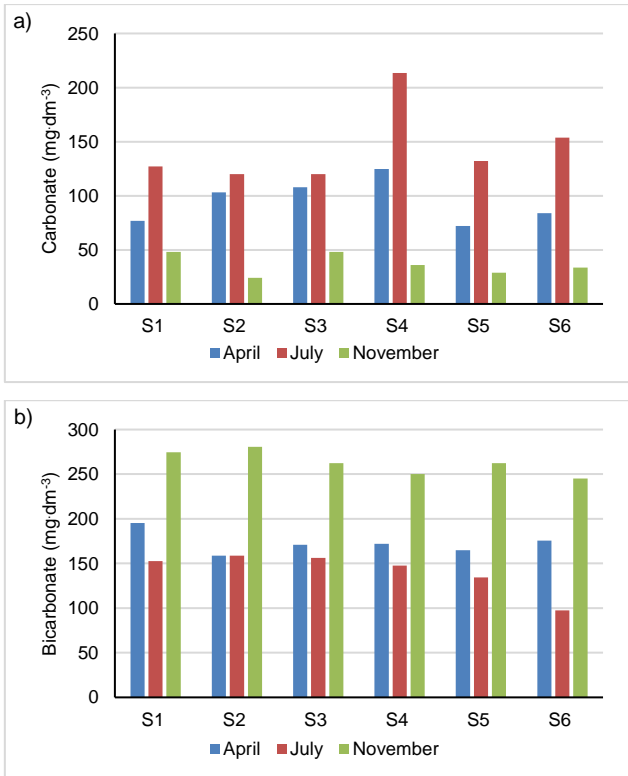 a)
Carbonate (mg·dm-3)
250
200
150
100
50
0
S1 S2 S3 S4 S5 S6
April July November
b)
Bicarbonate (mg·dm-3)
300
250
200
150
100
50
0
S1 S2 S3 S4 S5 S6
April July November